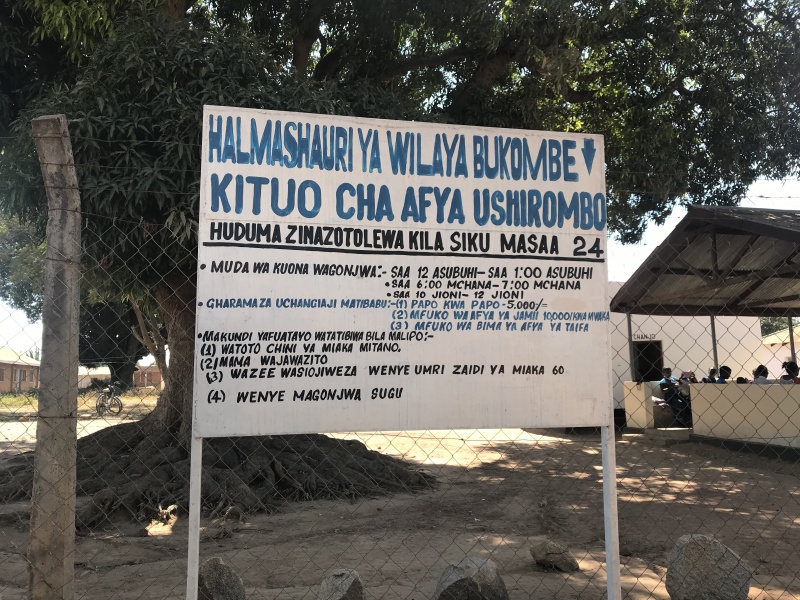 HALMASHAURI YA WILAYA BUKOMBE
KITUO CHA AFYA USHIROMBO
HUDUMA ZINAZOTOLEWA KILA SIKU MASAA 24
• MUDA WA KUONA WAGONJWA:- SAA 12 ASUBUHI - SAA 1:00 ASUBUHI
• SAA 6:00 MCHANA - 7:00 MCHANA
• SAA 10 JIONI - 12 JIONI
• GHARAMA ZA UCHANGIAJI MATIBABU:- (1) PAPO KWA PAPO - 5,000/=
(2) MFUKO WA AFYA YA JAMII 10,000/KWA MWAKA
(3) MFUKO WA BIMA YA AFYA YA TAIFA
• MAKUNDI YAFUATAYO WATATIBIWA BILA MALIPO:-
(1) WATOTO CHINI YA MIAKA MITANO.
(2) MAMA WAJAWAZITO
(3) WAZEE WASIOJIWEZA WENYE UMRI ZAIDI YA MIAKA 60
(4) WENYE MAGONJWA SUGU
CHANJO